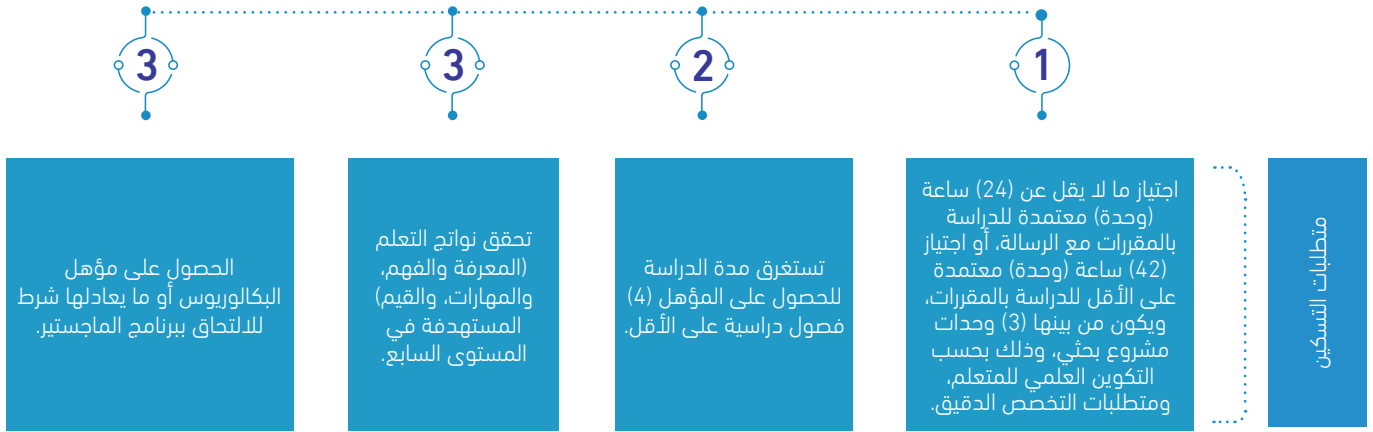 1
2
3
3
متطلبات التسكين
اجتياز ما لا يقل عن (24) ساعة
(وحدة) معتمدة للدراسة
بالمقررات مع الرسالة، أو اجتياز
(42) ساعة (وحدة) معتمدة
على الأقل للدراسة بالمقررات،
ويكون من بينها (3) وحدات
مشروع بحثي، وذلك بحسب
التكوين العلمي للمتعلم،
ومتطلبات التخصص الدقيق.
تستغرق مدة الدراسة
للحصول على المؤهل (4)
فصول دراسية على الأقل.
تحقق نواتج التعلم
(المعرفة والفهم،
والمهارات، والقيم)
المستهدفة في
المستوى السابع.
الحصول على مؤهل
البكالوريوس أو ما يعادلها شرط
للالتحاق ببرنامج الماجستير.